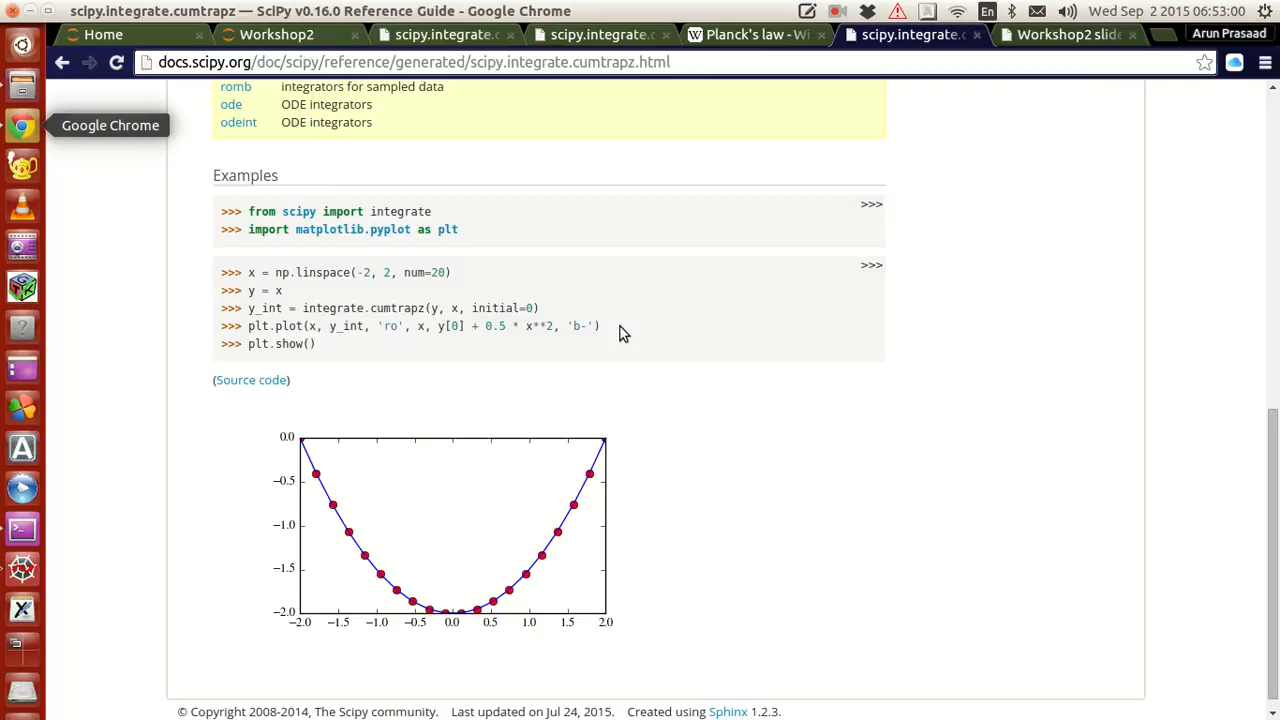 scipy.integrate.cumtrapz — SciPy v0.16.0 Reference Guide - Google Chrome
En
Wed Sep 2 2015 06:53:00
Home
Workshop2
scipy.integrate.c
scipy.integrate.c
Planck's law - Wi
scipy.integrate.c
Workshop2 slid
Arun Prasaad
docs.scipy.org/doc/scipy/reference/generated/scipy.integrate.cumtrapz.html
romb integrators for sampled data
ode ODE integrators
odeint ODE integrators
Google Chrome
Examples
>>>
>>> from scipy import integrate
>>> import matplotlib.pyplot as plt
>>>
>>> x = np.linspace(-2, 2, num=20)
>>> y = x
>>> y_int = integrate.cumtrapz(y, x, initial=0)
>>> plt.plot(x, y_int, 'ro', x, y[0] + 0.5 * x**2, 'b-')
>>> plt.show()
(Source code)
0.0
−0.5
−1.0
−1.5
−2.0
−2.0 −1.5 −1.0 −0.5 0.0 0.5 1.0 1.5 2.0
© Copyright 2008-2014, The Scipy community. Last updated on Jul 24, 2015. Created using Sphinx 1.2.3.